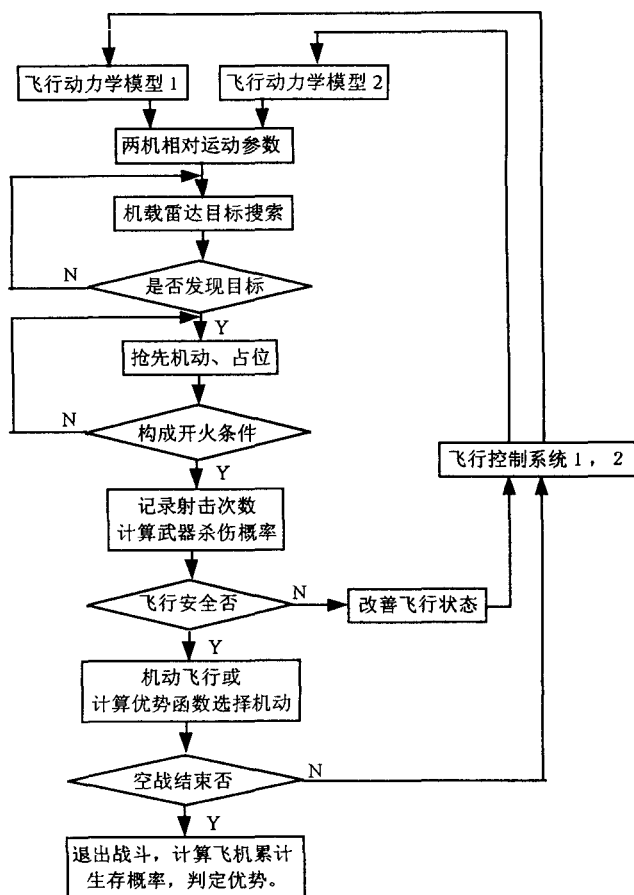 飞行动力学模型 1
飞行动力学模型 2
两机相对运动参数
机载雷达目标搜索
N
是否发现目标
Y
抢先机动、占位
N
构成开火条件
Y
飞行控制系统 1， 2
记录射击次数
计算武器杀伤概率
飞行安全否
N
改善飞行状态
Y
机动飞行或
计算优势函数选择机动
空战结束否
N
Y
退出战斗，计算飞机累计
生存概率，判定优势。